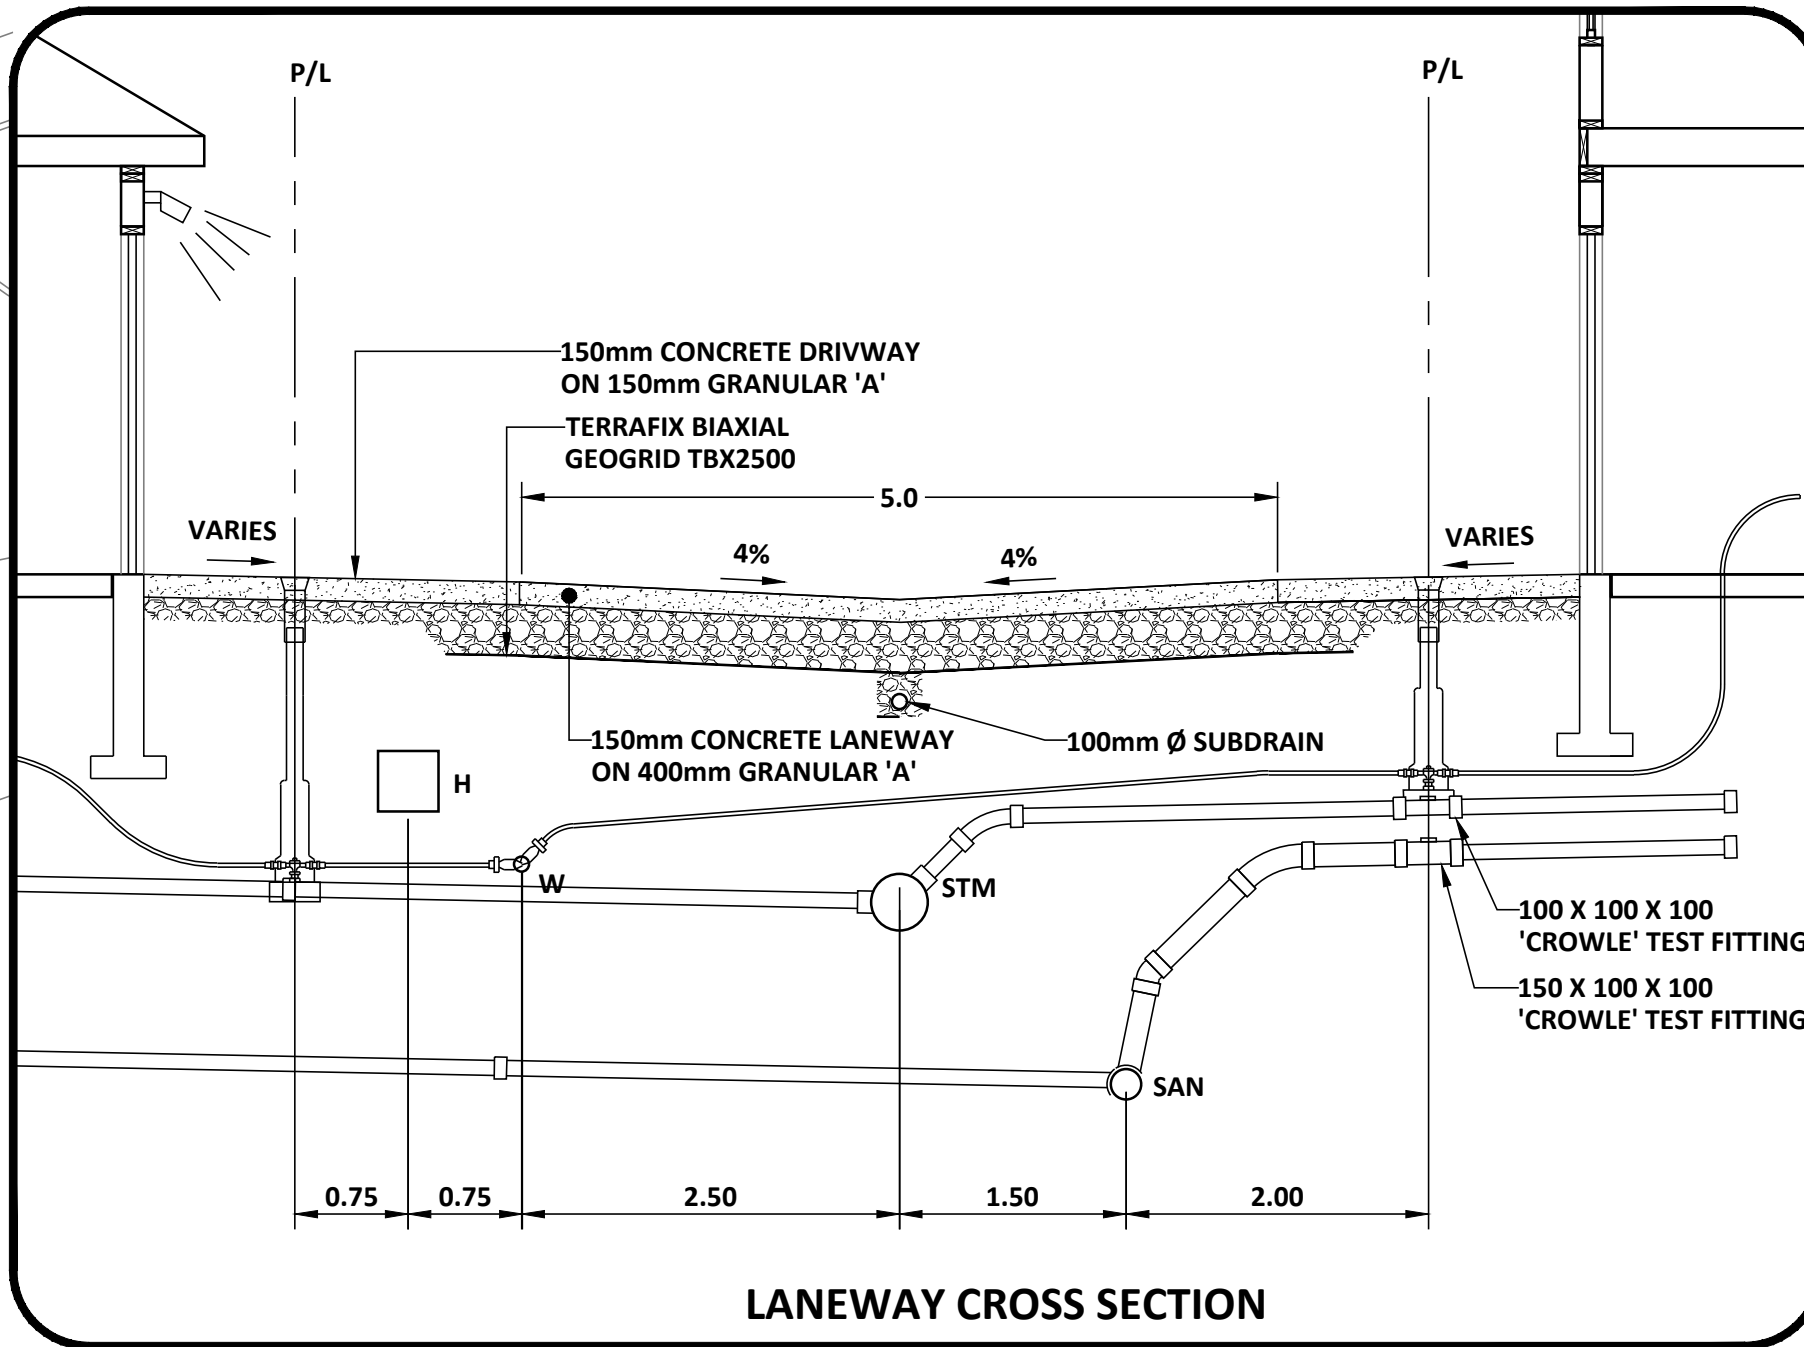 P/L
P/L
150mm CONCRETE DRIVWAY
ON 150mm GRANULAR 'A'
TERRAFIX BIAXIAL
GEOGRID TBX2500
5.0
VARIES
4%
4%
VARIES
150mm CONCRETE LANEWAY
ON 400mm GRANULAR 'A'
100mm Ø SUBDRAIN
H
W
STM
100 X 100 X 100
'CROWLE' TEST FITTING
150 X 100 X 100
'CROWLE' TEST FITTING
SAN
0.75
0.75
2.50
1.50
2.00
LANEWAY CROSS SECTION